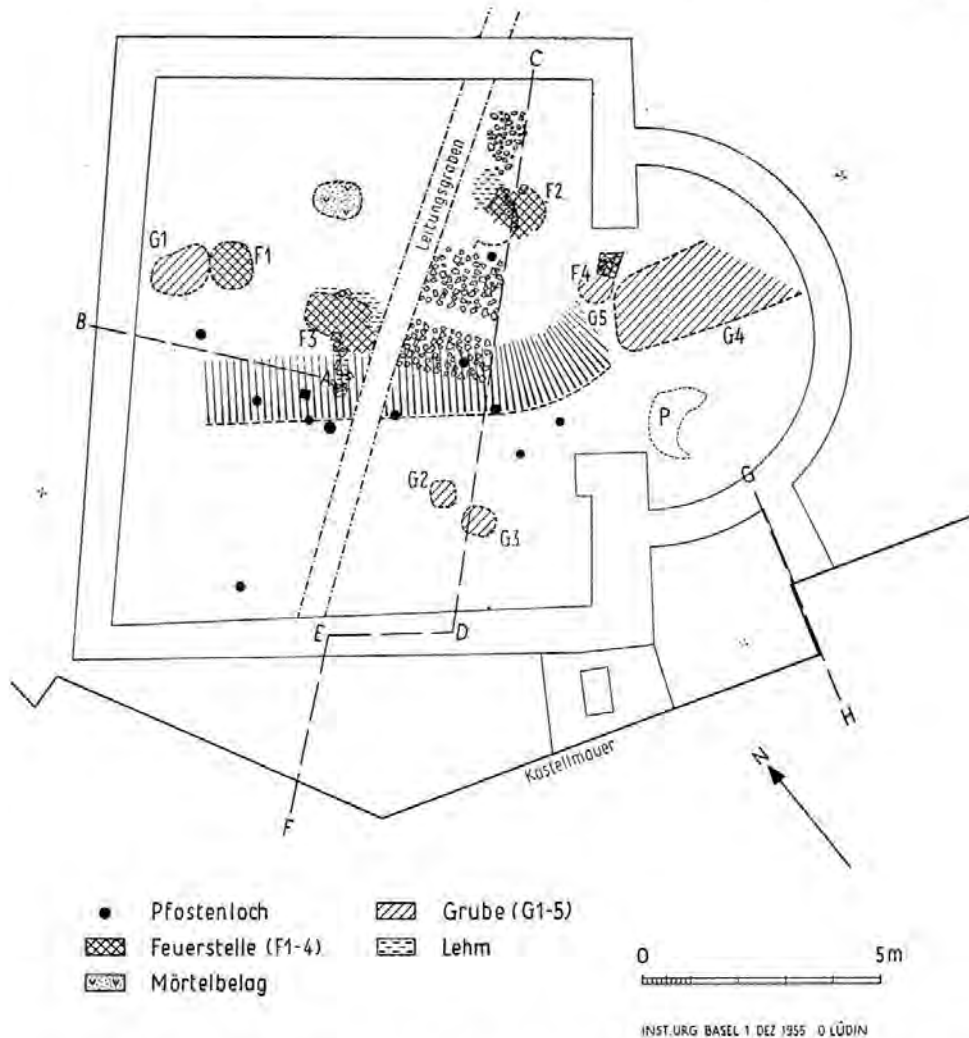 C
Leitungsgraben
F2
G1
F1
F4
B
F3
G5
G4
A
P
G2
G
G3
E
D
H
Kastellmauer
N
F
Pfostenloch
Grube (G1-5)
Feuerstelle (F1-4)
Lehm
Mörtelbelag
0 5m
INST. URG BASEL 1 DEZ 1955 O LÜDIN